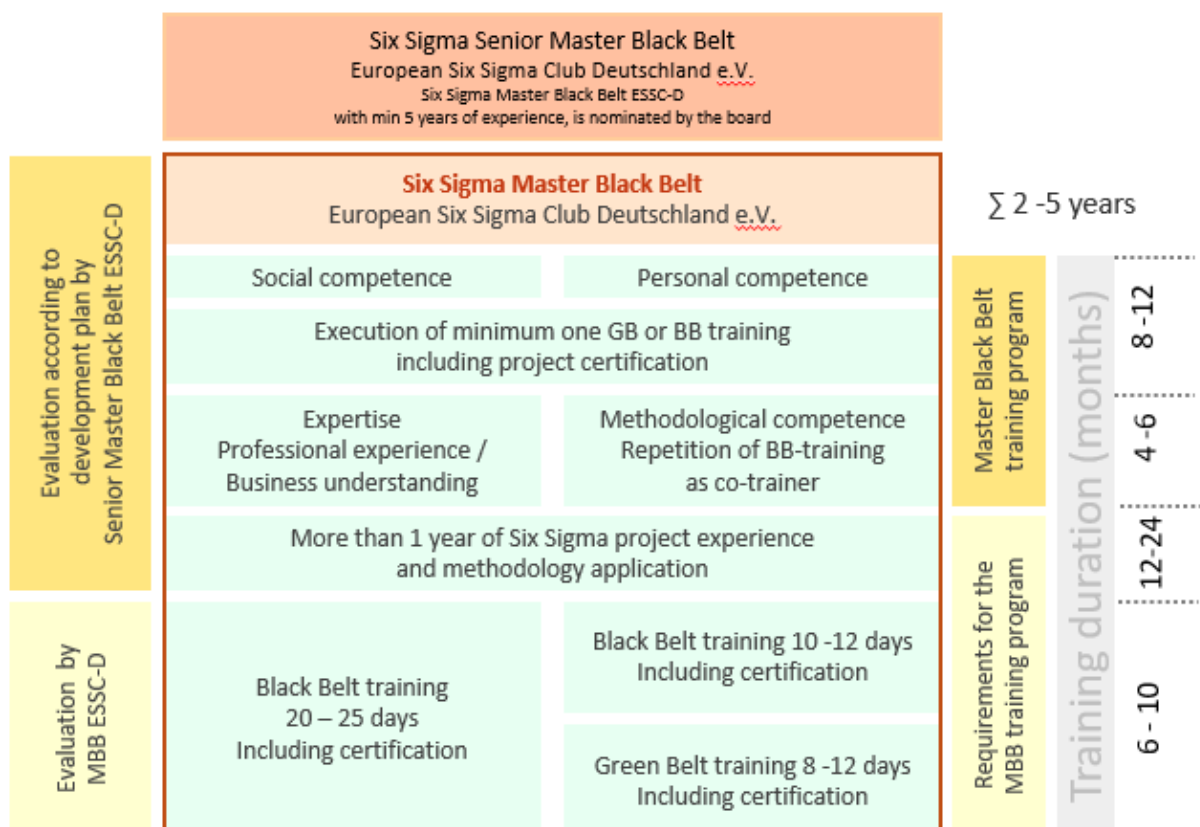 Six Sigma Senior Master Black Belt
European Six Sigma Club Deutschland e.V.
Six Sigma Master Black Belt ESSC-D
with min 5 years of experience, is nominated by the board
Evaluation according to
development plan by
Senior Master Black Belt ESSC-D
Six Sigma Master Black Belt
European Six Sigma Club Deutschland e.V.
∑ 2 -5 years
Social competence
Personal competence
Execution of minimum one GB or BB training
including project certification
Expertise
Professional experience /
Business understanding
Methodological competence
Repetition of BB-training
as co-trainer
More than 1 year of Six Sigma project experience
and methodology application
Master Black Belt
training program
Training duration (months)
8 -12
4 -6
12-24
6 - 10
Evaluation by
MBB ESSC-D
Black Belt training
20 – 25 days
Including certification
Black Belt training 10 -12 days
Including certification
Green Belt training 8 -12 days
Including certification
Requirements for the
MBB training program